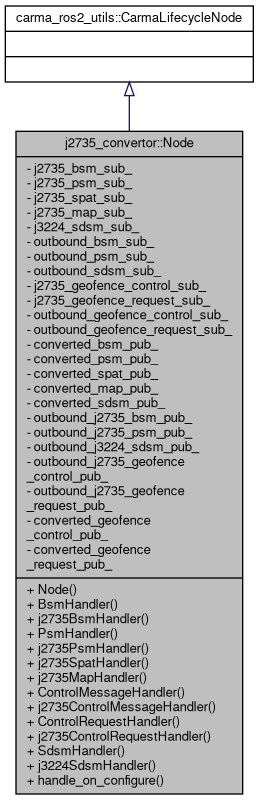 carma_ros2_utils::CarmaLifecycleNode
j2735_convertor::Node
- j2735_bsm_sub_
- j2735_psm_sub_
- j2735_spat_sub_
- j2735_map_sub_
- j3224_sdsm_sub_
- outbound_bsm_sub_
- outbound_psm_sub_
- outbound_sdsm_sub_
- j2735_geofence_control_sub_
- j2735_geofence_request_sub_
- outbound_geofence_control_sub_
- outbound_geofence_request_sub_
- converted_bsm_pub_
- converted_psm_pub_
- converted_spat_pub_
- converted_map_pub_
- converted_sdsm_pub_
- outbound_j2735_bsm_pub_
- outbound_j2735_psm_pub_
- outbound_j3224_sdsm_pub_
- outbound_j2735_geofence
_control_pub_
- outbound_j2735_geofence
_request_pub_
- converted_geofence
_control_pub_
- converted_geofence
_request_pub_
+ Node()
+ BsmHandler()
+ j2735BsmHandler()
+ PsmHandler()
+ j2735PsmHandler()
+ j2735SpatHandler()
+ j2735MapHandler()
+ ControlMessageHandler()
+ j2735ControlMessageHandler()
+ ControlRequestHandler()
+ j2735ControlRequestHandler()
+ SdsmHandler()
+ j3224SdsmHandler()
+ handle_on_configure()